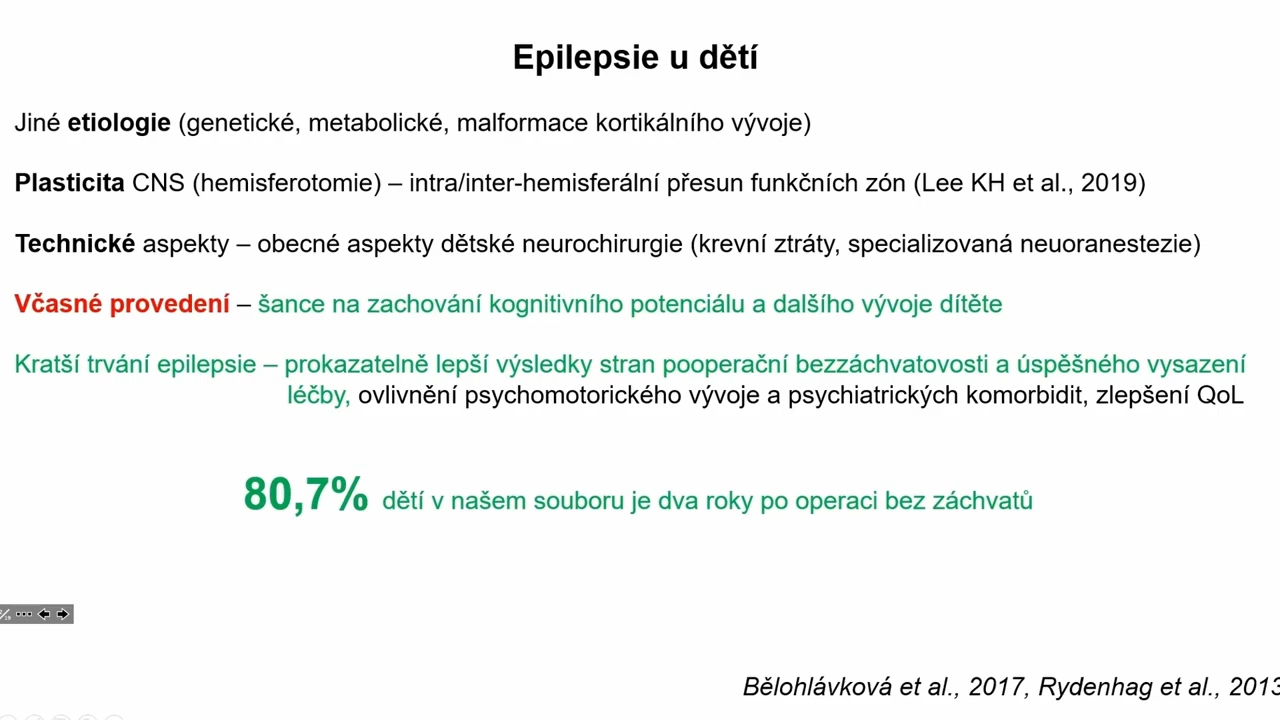 Epilepsie u dětí
Jiné etiologie (genetické, metabolické, malformace kortikálního vývoje)
Plasticita CNS (hemisferotomie) – intra/inter-hemisferální přesun funkčních zón (Lee KH et al., 2019)
Technické aspekty – obecné aspekty dětské neurochirurgie (krevní ztráty, specializovaná neuoranestezie)
Včasné provedení – šance na zachování kognitivního potenciálu a dalšího vývoje dítěte
Kratší trvání epilepsie – prokazatelně lepší výsledky stran pooperační bezzáchvatovosti a úspěšného vysazení
léčby, ovlivnění psychomotorického vývoje a psychiatrických komorbidit, zlepšení QoL
80,7% dětí v našem souboru je dva roky po operaci bez záchvatů
Bělohlávková et al., 2017, Rydenhag et al., 2013